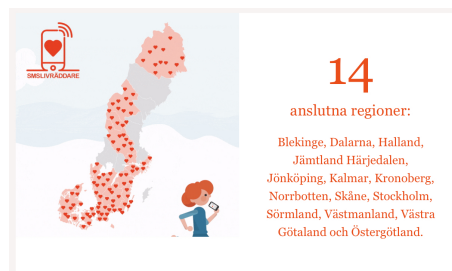 SMSLIVRÄDDARE
14
anslutna regioner:
Blekinge, Dalarna, Halland,
Jämtland Härjedalen,
Jönköping, Kalmar, Kronoberg,
Norrbotten, Skåne, Stockholm,
Sörmland, Västmanland, Västra
Götaland och Östergötland.